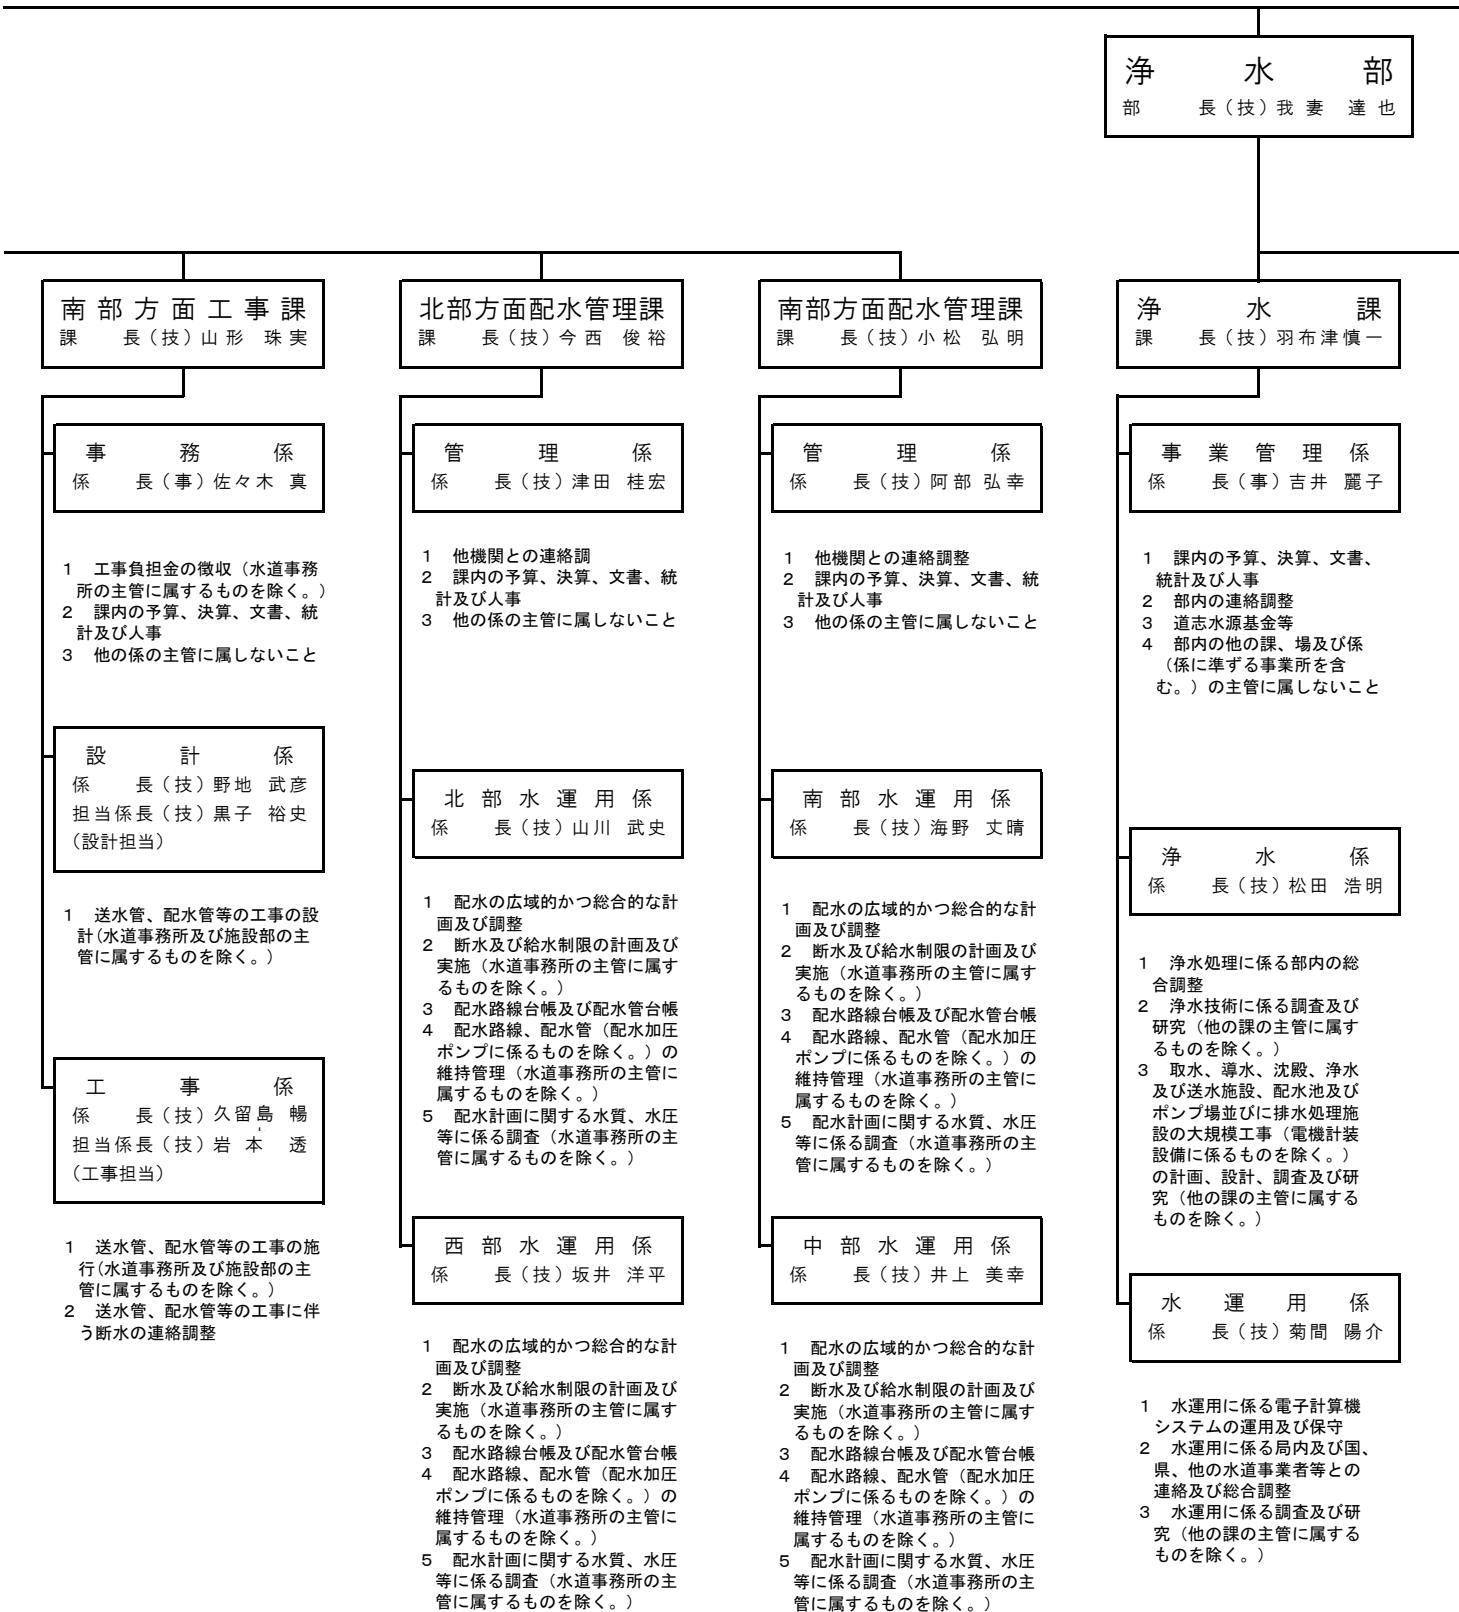 浄水部
部長（技）我妻 達也
南部方面工事課
課長（技）山形 珠実
事務係
係長（事）佐々木 真
1 工事負担金の徴収（水道事務
所の主管に属するものを除く。）
2 課内の予算、決算、文書、統
計及び人事
3 他の係の主管に属しないこと
設計係
係長（技）野地 武彦
担当係長（技）黒子 裕史
（設計担当）
1 送水管、配水管等の工事の設
計（水道事務所及び施設部の主
管に属するものを除く。）
工事係
係長（技）久留島 暢
担当係長（技）岩本 透
（工事担当）
1 送水管、配水管等の工事の施
行（水道事務所及び施設部の主
管に属するものを除く。）
2 送水管、配水管等の工事に伴
う断水の連絡調整
北部方面配水管理課
課長（技）今西 俊裕
管理係
係長（技）津田 桂宏
1 他機関との連絡調
2 課内の予算、決算、文書、統
計及び人事
3 他の係の主管に属しないこと
北部水運用係
係長（技）山川 武史
1 配水の広域的かつ総合的な計
画及び調整
2 断水及び給水制限の計画及び
実施（水道事務所の主管に属す
るものを除く。）
3 配水路線台帳及び配水管台帳
4 配水路線、配水管（配水加圧
ポンプに係るものを除く。）の
維持管理（水道事務所の主管に
属するものを除く。）
5 配水計画に関する水質、水圧
等に係る調査（水道事務所の主
管に属するものを除く。）
西部水運用係
係長（技）坂井 洋平
1 配水の広域的かつ総合的な計
画及び調整
2 断水及び給水制限の計画及び
実施（水道事務所の主管に属す
るものを除く。）
3 配水路線台帳及び配水管台帳
4 配水路線、配水管（配水加圧
ポンプに係るものを除く。）の
維持管理（水道事務所の主管に
属するものを除く。）
5 配水計画に関する水質、水圧
等に係る調査（水道事務所の主
管に属するものを除く。）
南部方面配水管理課
課長（技）小松 弘明
管理係
係長（技）阿部 弘幸
1 他機関との連絡調整
2 課内の予算、決算、文書、統
計及び人事
3 他の係の主管に属しないこと
南部水運用係
係長（技）海野 丈晴
1 配水の広域的かつ総合的な計
画及び調整
2 断水及び給水制限の計画及び
実施（水道事務所の主管に属す
るものを除く。）
3 配水路線台帳及び配水管台帳
4 配水路線、配水管（配水加圧
ポンプに係るものを除く。）の
維持管理（水道事務所の主管に
属するものを除く。）
5 配水計画に関する水質、水圧
等に係る調査（水道事務所の主
管に属するものを除く。）
中部水運用係
係長（技）井上 美幸
1 配水の広域的かつ総合的な計
画及び調整
2 断水及び給水制限の計画及び
実施（水道事務所の主管に属す
るものを除く。）
3 配水路線台帳及び配水管台帳
4 配水路線、配水管（配水加圧
ポンプに係るものを除く。）の
維持管理（水道事務所の主管に
属するものを除く。）
5 配水計画に関する水質、水圧
等に係る調査（水道事務所の主
管に属するものを除く。）
浄水課
課長（技）羽布津慎一
事業管理係
係長（事）吉井 麗子
1 課内の予算、決算、文書、
統計及び人事
2 部内の連絡調整
3 道志水源基金等
4 部内の他の課、場及び係
（係に準ずる事業所を含
む。）の主管に属しないこと
浄水係
係長（技）松田 浩明
1 浄水処理に係る部内の総
合調整
2 浄水技術に係る調査及び
研究（他の課の主管に属す
るものを除く。）
3 取水、導水、沈殿、浄水
及び送水施設、配水池及び
ポンプ場並びに排水処理施
設の大規模工事（電機計装
設備に係るものを除く。）
の計画、設計、調査及び研
究（他の課の主管に属する
ものを除く。）
水運用係
係長（技）菊間 陽介
1 水運用に係る電子計算機
システムの運用及び保守
2 水運用に係る局内及び国、
県、他の水道事業者等との
連絡及び総合調整
3 水運用に係る調査及び研
究（他の課の主管に属する
ものを除く。）